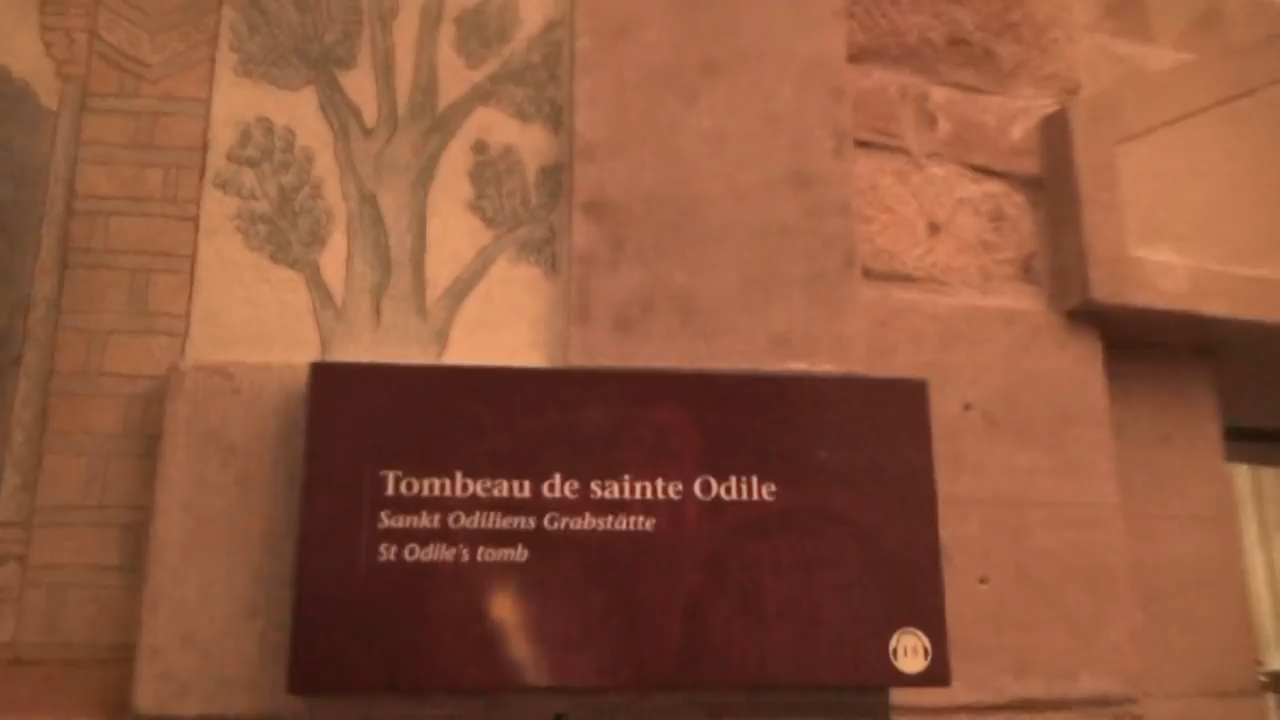 Tombeau de sainte Odile
Sankt Odiliens Grabstätte
St Odile's tomb